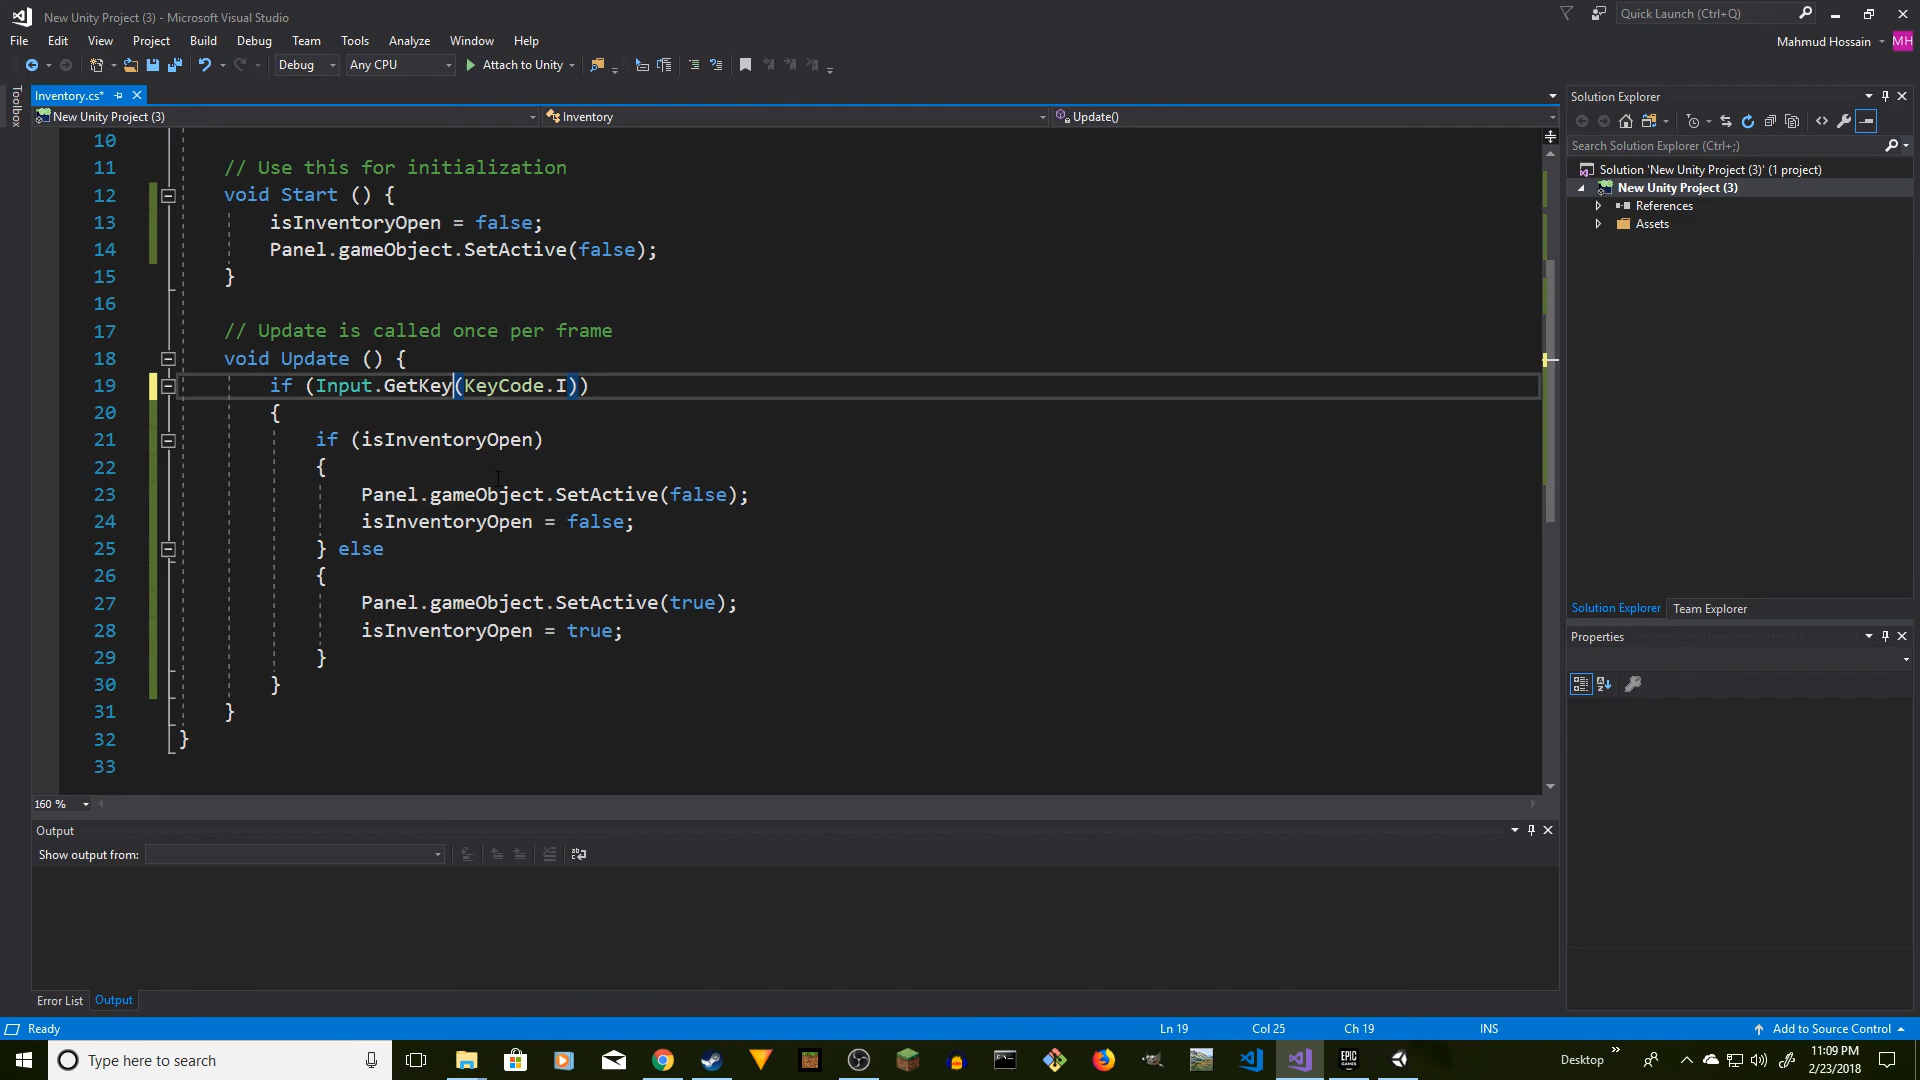 New Unity Project (3) - Microsoft Visual Studio
Quick Launch (Ctrl+Q)
File Edit View Project Build Debug Team Tools Analyze Window Help
Mahmud Hossain MH
Debug Any CPU Attach to Unity
Toolbox
Inventory.cs*
New Unity Project (3) Inventory Update()
10
11 // Use this for initialization
12 void Start () {
13 isInventoryOpen = false;
14 Panel.gameObject.SetActive(false);
15 }
16
17 // Update is called once per frame
18 void Update () {
19 if (Input.GetKey(KeyCode.I))
20 {
21 if (isInventoryOpen)
22 {
23 Panel.gameObject.SetActive(false);
24 isInventoryOpen = false;
25 } else
26 {
27 Panel.gameObject.SetActive(true);
28 isInventoryOpen = true;
29 }
30 }
31 }
32 }
33
160 %
Output
Show output from:
Error List Output
Solution Explorer
Search Solution Explorer (Ctrl+;)
Solution 'New Unity Project (3)' (1 project)
New Unity Project (3)
References
Assets
Solution Explorer Team Explorer
Properties
Ready Ln 19 Col 25 Ch 19 INS Add to Source Control
Type here to search
EPIC GAMES
Desktop
11:09 PM
2/23/2018